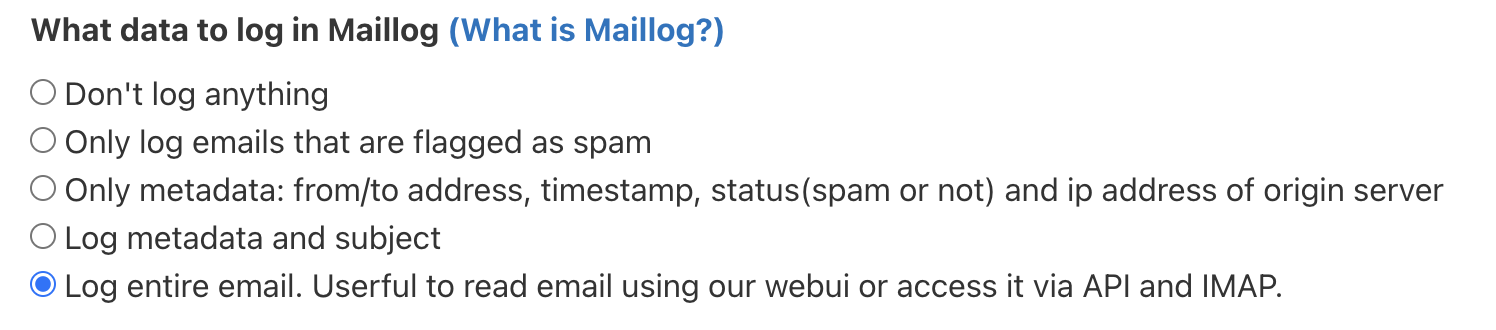 What data to log in Maillog (What is Maillog?)
Don't log anything
Only log emails that are flagged as spam
Only metadata: from/to address, timestamp, status(spam or not) and ip address of origin server
Log metadata and subject
Log entire email. Userful to read email using our webui or access it via API and IMAP.